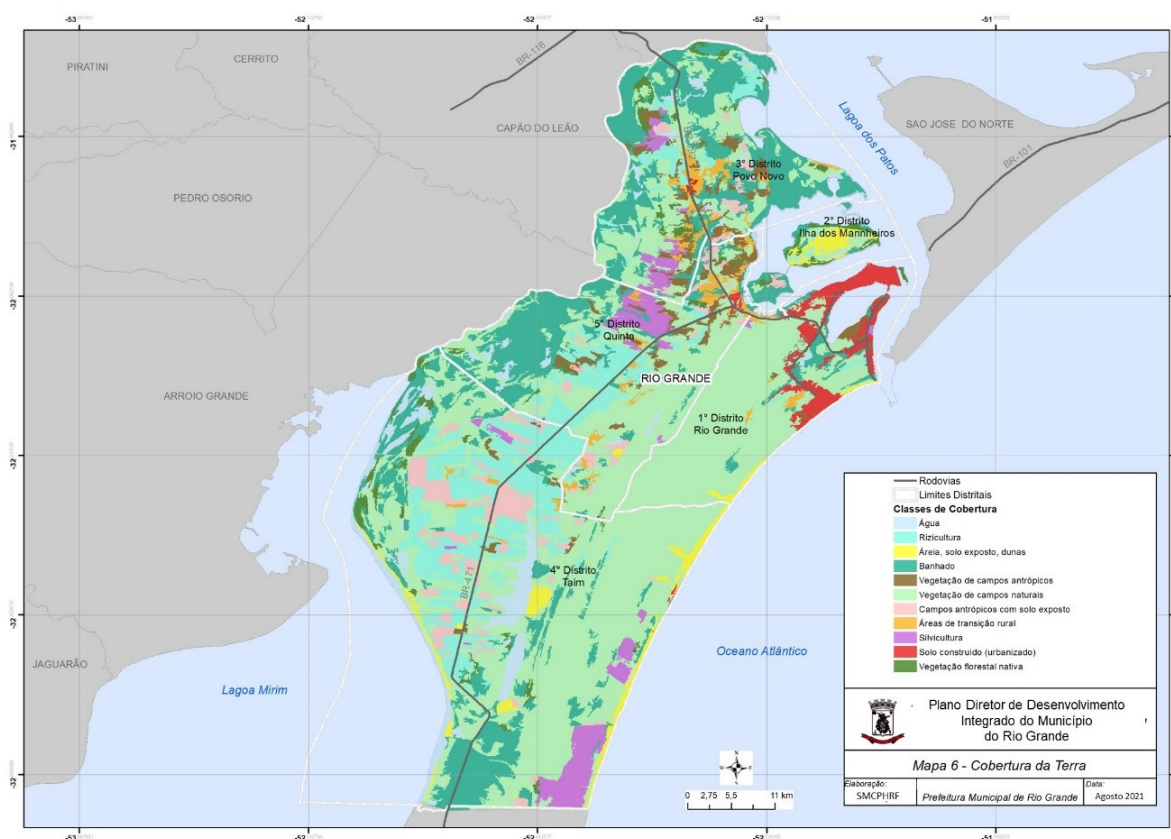 PIRATINI
CERRITO
BR-116
CAPÃO DO LEÃO
Lagoa dos Patos
SAO JOSE DO NORTE
BR-101
PEDRO OSORIO
3° Distrito
Povo Novo
2° Distrito
Ilha dos Marinheiros
5° Distrito
Quinta
RIO GRANDE
ARROIO GRANDE
1° Distrito
Rio Grande
4° Distrito
Taim
BR-471
JAGUARÃO
Lagoa Mirim
Oceano Atlântico
Rodovias
Limites Distritais
Classes de Cobertura
Água
Rizicultura
Áreia, solo exposto, dunas
Banhado
Vegetação de campos antrópicos
Vegetação de campos naturais
Campos antrópicos com solo exposto
Áreas de transição rural
Silvicultura
Solo construído (urbanizado)
Vegetação florestal nativa
0 2,75 5,5 11 km
Plano Diretor de Desenvolvimento
Integrado do Município
do Rio Grande
Mapa 6 - Cobertura da Terra
Elaboração:
SMCPHRF
Prefeitura Municipal de Rio Grande
Data:
Agosto 2021